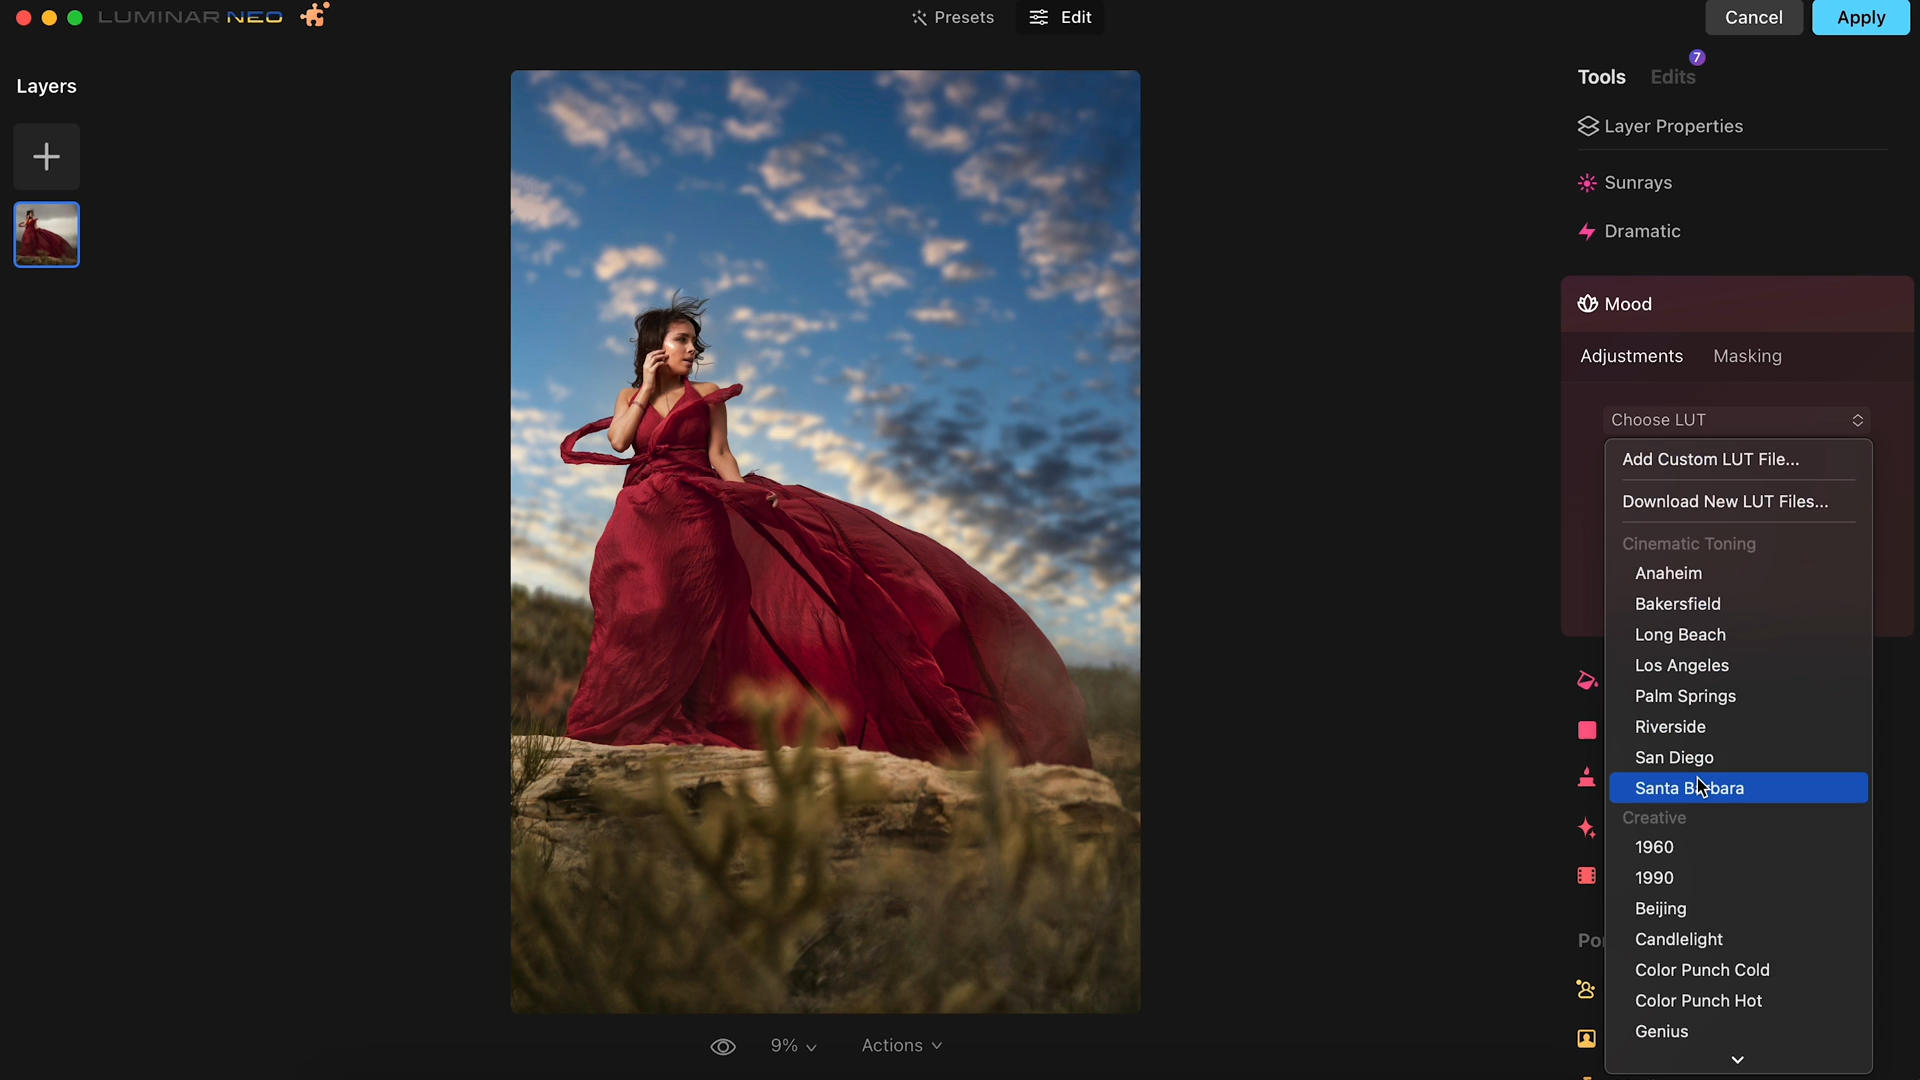 LUMINAR NEO
Presets
Edit
Cancel
Apply
Layers
Tools
Edits
7
Layer Properties
Sunrays
Dramatic
Mood
Adjustments
Masking
Choose LUT
Add Custom LUT File...
Download New LUT Files...
Cinematic Toning
Anaheim
Bakersfield
Long Beach
Los Angeles
Palm Springs
Riverside
San Diego
Santa Barbara
Creative
1960
1990
Beijing
Candlelight
Color Punch Cold
Color Punch Hot
Genius
9%
Actions